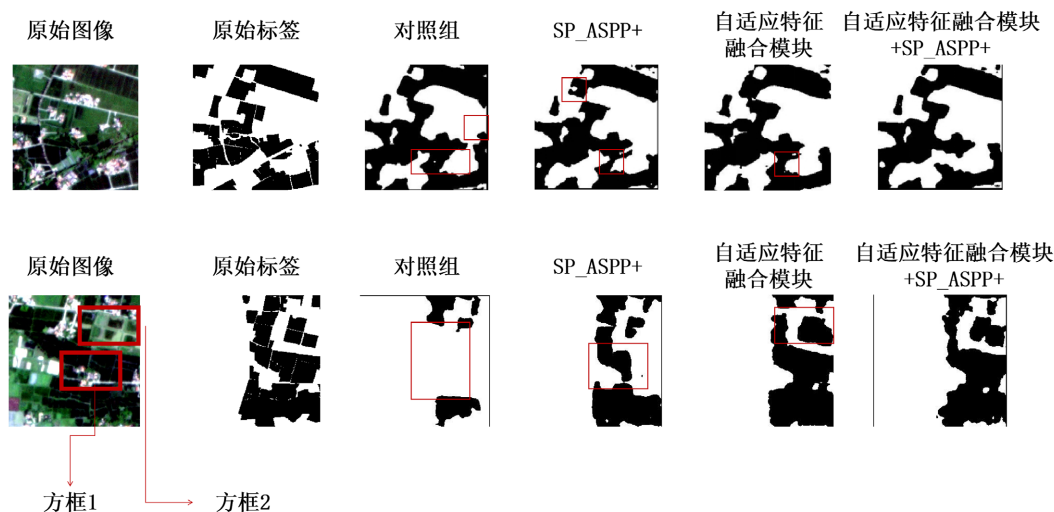 原始图像
原始标签
对照组
SP_ASPP+
自适应特征
融合模块
自适应特征融合模块
+SP_ASPP+
原始图像
原始标签
对照组
SP_ASPP+
自适应特征
融合模块
自适应特征融合模块
+SP_ASPP+
方框1
方框2